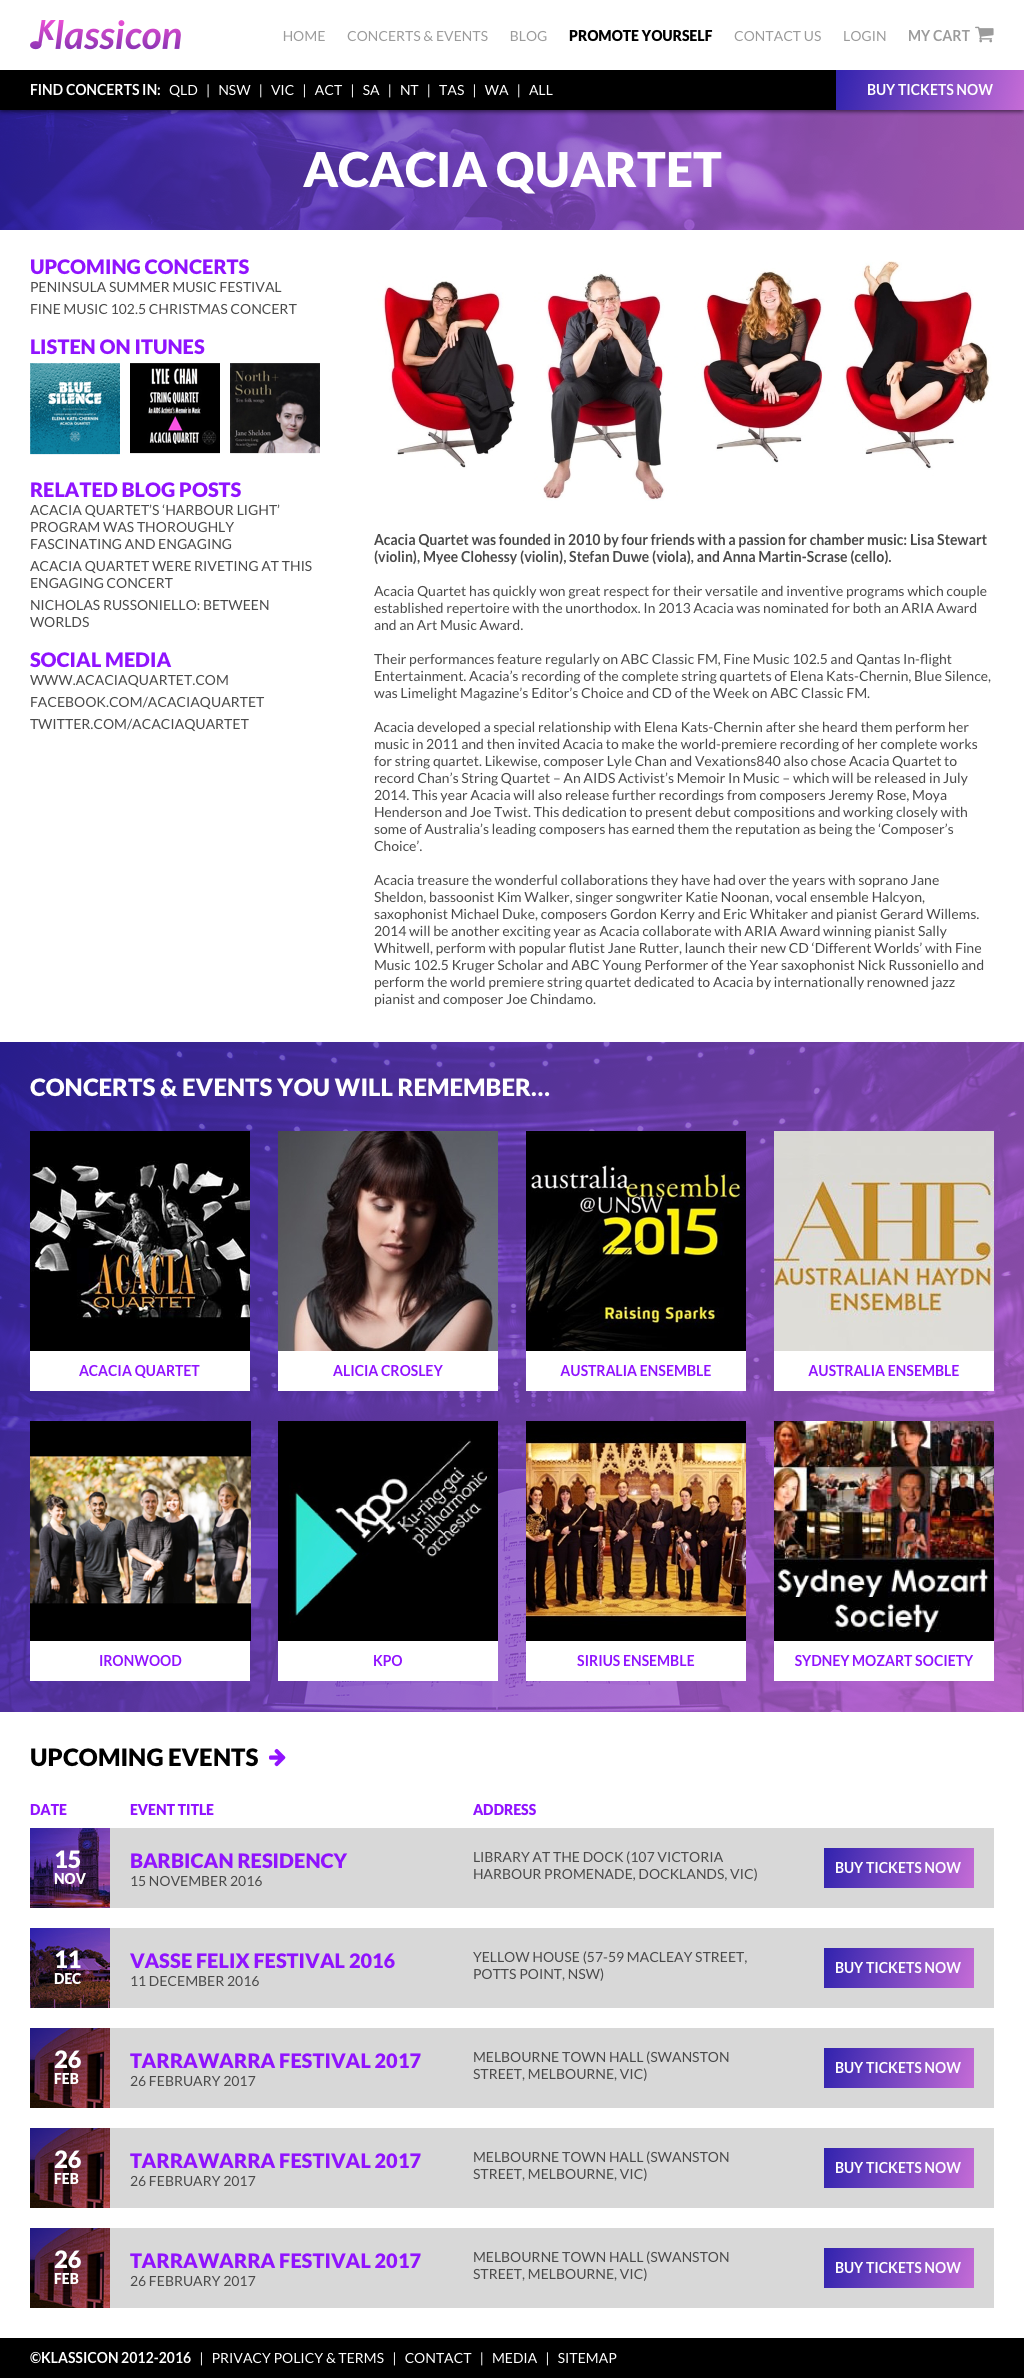 Klassicon
HOME CONCERTS & EVENTS BLOG PROMOTE YOURSELF CONTACT US LOGIN MY CART
FIND CONCERTS IN: QLD | NSW | VIC | ACT | SA | NT | TAS | WA | ALL
BUY TICKETS NOW
ACACIA QUARTET
UPCOMING CONCERTS
PENINSULA SUMMER MUSIC FESTIVAL
FINE MUSIC 102.5 CHRISTMAS CONCERT
LISTEN ON ITUNES
BLUE
SILENCE
ELENA KATS-CHERNIN
ACACIA QUARTET
LYLE CHAN
STRING QUARTET
An AIDS Activist's Memoir in Music
ACACIA QUARTET
North+
South
Ten folk songs
Jane Sheldon
RELATED BLOG POSTS
ACACIA QUARTET'S ‘HARBOUR LIGHT’
PROGRAM WAS THOROUGHLY
FASCINATING AND ENGAGING
ACACIA QUARTET WERE RIVETING AT THIS
ENGAGING CONCERT
NICHOLAS RUSSONIELLO: BETWEEN
WORLDS
SOCIAL MEDIA
WWW.ACACIAQUARTET.COM
FACEBOOK.COM/ACACIAQUARTET
TWITTER.COM/ACACIAQUARTET
Acacia Quartet was founded in 2010 by four friends with a passion for chamber music: Lisa Stewart
(violin), Myee Clohessy (violin), Stefan Duwe (viola), and Anna Martin-Scrase (cello).
Acacia Quartet has quickly won great respect for their versatile and inventive programs which couple
established repertoire with the unorthodox. In 2013 Acacia was nominated for both an ARIA Award
and an Art Music Award.
Their performances feature regularly on ABC Classic FM, Fine Music 102.5 and Qantas In-flight
Entertainment. Acacia's recording of the complete string quartets of Elena Kats-Chernin, Blue Silence,
was Limelight Magazine's Editor's Choice and CD of the Week on ABC Classic FM.
Acacia developed a special relationship with Elena Kats-Chernin after she heard them perform her
music in 2011 and then invited Acacia to make the world-premiere recording of her complete works
for string quartet. Likewise, composer Lyle Chan and Vexations840 also chose Acacia Quartet to
record Chan's String Quartet – An AIDS Activist's Memoir In Music – which will be released in July
2014. This year Acacia will also release further recordings from composers Jeremy Rose, Moya
Henderson and Joe Twist. This dedication to present debut compositions and working closely with
some of Australia's leading composers has earned them the reputation as being the ‘Composer's
Choice’.
Acacia treasure the wonderful collaborations they have had over the years with soprano Jane
Sheldon, bassoonist Kim Walker, singer songwriter Katie Noonan, vocal ensemble Halcyon,
saxophonist Michael Duke, composers Gordon Kerry and Eric Whitaker and pianist Gerard Willems.
2014 will be another exciting year as Acacia collaborate with ARIA Award winning pianist Sally
Whitwell, perform with popular flutist Jane Rutter, launch their new CD ‘Different Worlds’ with Fine
Music 102.5 Kruger Scholar and ABC Young Performer of the Year saxophonist Nick Russoniello and
perform the world premiere string quartet dedicated to Acacia by internationally renowned jazz
pianist and composer Joe Chindamo.
CONCERTS & EVENTS YOU WILL REMEMBER...
ACACIA
QUARTET
australia
ensemble
@UNSW
2015
Raising Sparks
AHE
AUSTRALIAN HAYDN
ENSEMBLE
ACACIA QUARTET
ALICIA CROSLEY
AUSTRALIA ENSEMBLE
AUSTRALIA ENSEMBLE
kpo
Ku-ring-gai
philharmonic
orchestra
Sydney Mozart
Society
IRONWOOD
KPO
SIRIUS ENSEMBLE
SYDNEY MOZART SOCIETY
UPCOMING EVENTS
DATE EVENT TITLE ADDRESS
15
NOV
BARBICAN RESIDENCY
15 NOVEMBER 2016
LIBRARY AT THE DOCK (107 VICTORIA
HARBOUR PROMENADE, DOCKLANDS, VIC)
BUY TICKETS NOW
11
DEC
VASSE FELIX FESTIVAL 2016
11 DECEMBER 2016
YELLOW HOUSE (57-59 MACLEAY STREET,
POTTS POINT, NSW)
BUY TICKETS NOW
26
FEB
TARRAWARRA FESTIVAL 2017
26 FEBRUARY 2017
MELBOURNE TOWN HALL (SWANSTON
STREET, MELBOURNE, VIC)
BUY TICKETS NOW
26
FEB
TARRAWARRA FESTIVAL 2017
26 FEBRUARY 2017
MELBOURNE TOWN HALL (SWANSTON
STREET, MELBOURNE, VIC)
BUY TICKETS NOW
26
FEB
TARRAWARRA FESTIVAL 2017
26 FEBRUARY 2017
MELBOURNE TOWN HALL (SWANSTON
STREET, MELBOURNE, VIC)
BUY TICKETS NOW
©KLASSICON 2012-2016 | PRIVACY POLICY & TERMS | CONTACT | MEDIA | SITEMAP